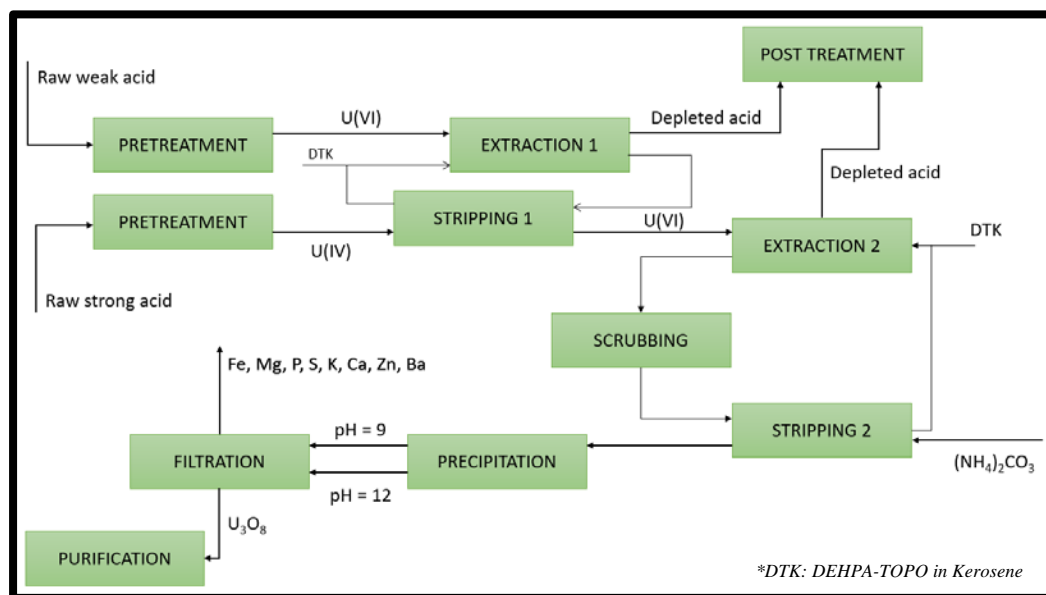 POST TREATMENT
Raw weak acid
U(VI)
Depleted acid
PRETREATMENT
EXTRACTION 1
DTK
Depleted acid
PRETREATMENT
STRIPPING 1
U(VI)
DTK
U(IV)
EXTRACTION 2
Raw strong acid
SCRUBBING
Fe, Mg, P, S, K, Ca, Zn, Ba
pH = 9
STRIPPING 2
FILTRATION
PRECIPITATION
(NH₄)₂CO₃
pH = 12
U₃O₈
PURIFICATION
*DTK: DEHPA-TOPO in Kerosene